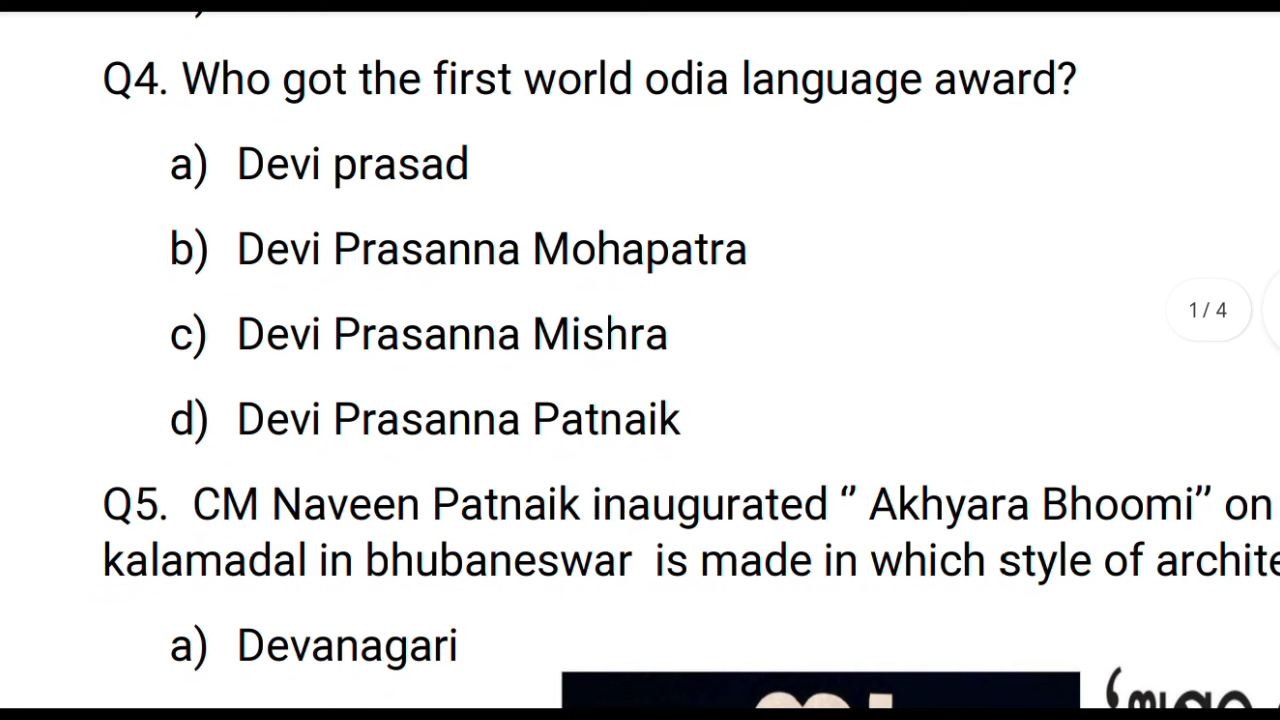 Q4. Who got the first world odia language award?
a) Devi prasad
b) Devi Prasanna Mohapatra
c) Devi Prasanna Mishra
1 / 4
d) Devi Prasanna Patnaik
Q5. CM Naveen Patnaik inaugurated “ Akhyara Bhoomi” on
kalamadal in bhubaneswar is made in which style of archite
a) Devanagari